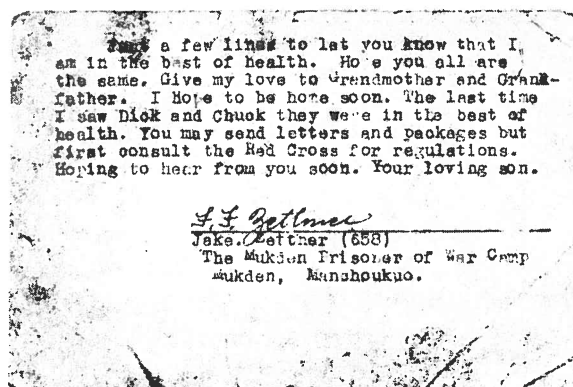 Just a few lines to let you know that I
am in the best of health. Hope you all are
the same. Give my love to Grandmother and Grand-
father. I Hope to be home soon. The last time
I saw Dick and Chuck they were in the best of
health. You may send letters and packages but
first consult the Red Cross for regulations.
Hoping to hear from you soon. Your loving son.
F. F. Zettner
Jake. Zettner (658)
The Mukden Prisoner of War Camp
Mukden, Manshoukuo.